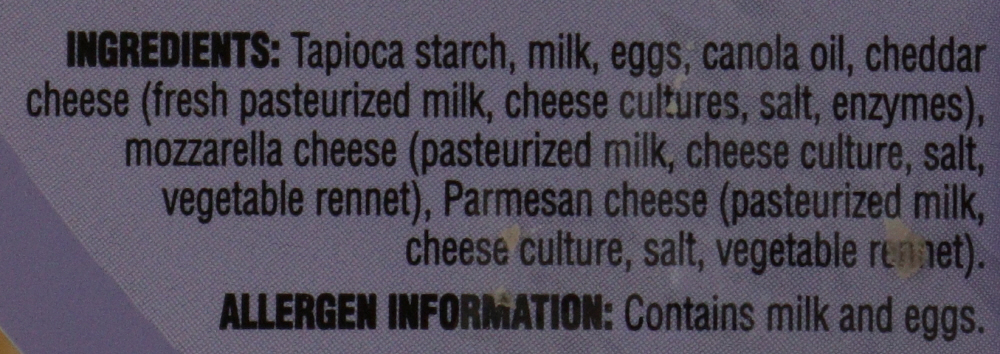 INGREDIENTS: Tapioca starch, milk, eggs, canola oil, cheddar
cheese (fresh pasteurized milk, cheese cultures, salt, enzymes),
mozzarella cheese (pasteurized milk, cheese culture, salt,
vegetable rennet), Parmesan cheese (pasteurized milk,
cheese culture, salt, vegetable rennet).
ALLERGEN INFORMATION: Contains milk and eggs.